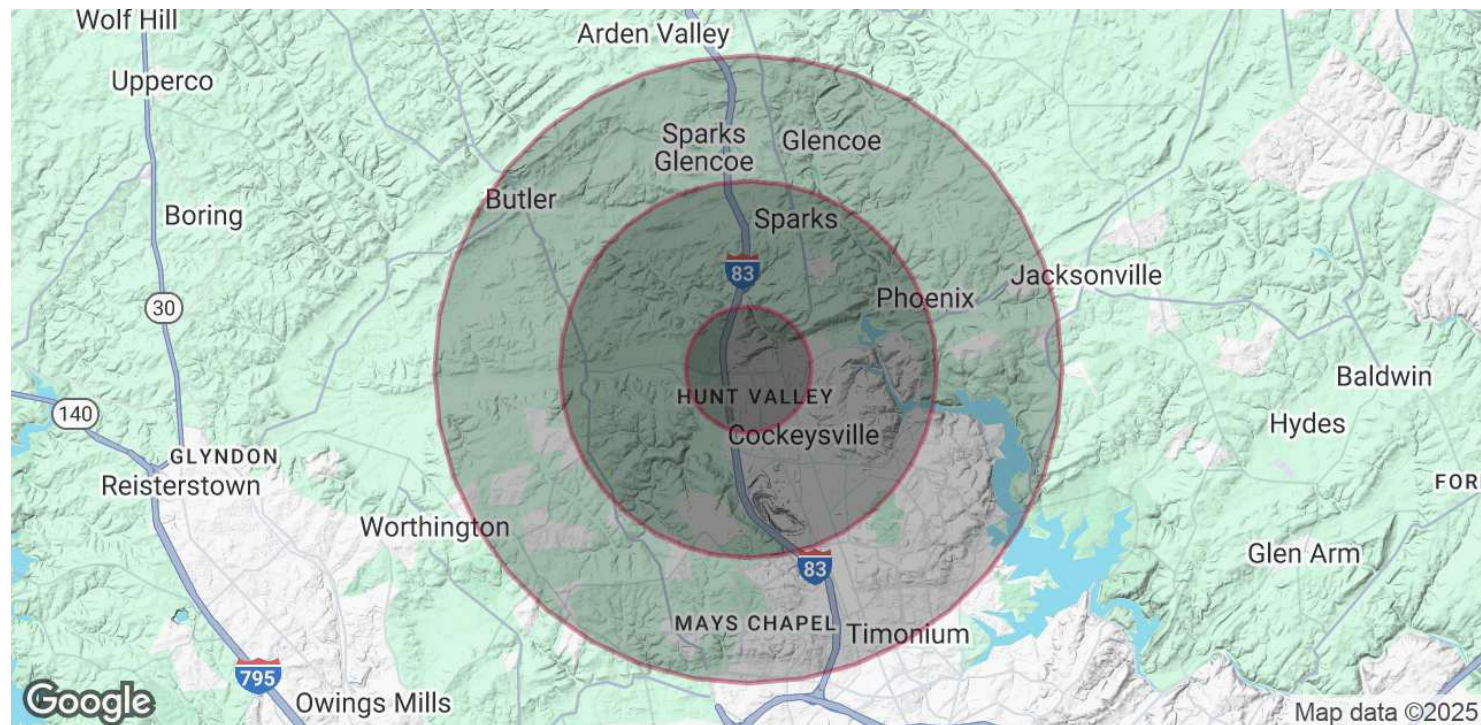 Wolf Hill
Arden Valley
Upperco
Sparks
Glencoe
Glencoe
Butler
Boring
Sparks
83
Jacksonville
Phoenix
30
Baldwin
HUNT VALLEY
140
Hydes
Cockeysville
GLYNDON
Reisterstown
FOR
Worthington
Glen Arm
83
MAYS CHAPEL
Timonium
795
Owings Mills
Google
Map data ©2025